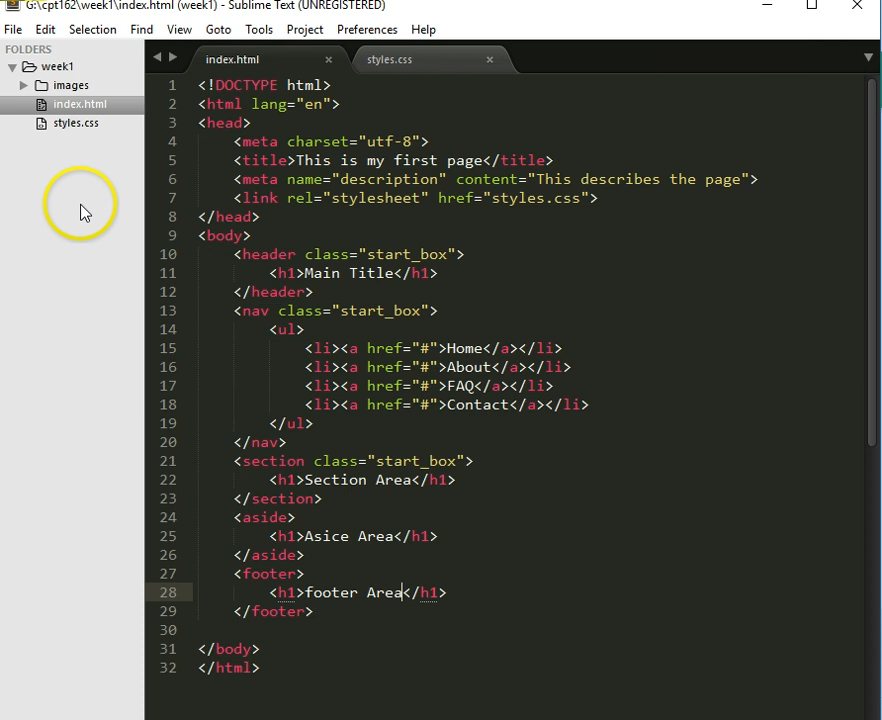 G:\cpt162\week1\index.html (week1) - Sublime Text (UNREGISTERED)
File Edit Selection Find View Goto Tools Project Preferences Help
FOLDERS
week1
images
index.html
styles.css
index.html styles.css
1 <!DOCTYPE html>
2 <html lang="en">
3 <head>
4 <meta charset="utf-8">
5 <title>This is my first page</title>
6 <meta name="description" content="This describes the page">
7 <link rel="stylesheet" href="styles.css">
8 </head>
9 <body>
10 <header class="start_box">
11 <h1>Main Title</h1>
12 </header>
13 <nav class="start_box">
14 <ul>
15 <li><a href="#">Home</a></li>
16 <li><a href="#">About</a></li>
17 <li><a href="#">FAQ</a></li>
18 <li><a href="#">Contact</a></li>
19 </ul>
20 </nav>
21 <section class="start_box">
22 <h1>Section Area</h1>
23 </section>
24 <aside>
25 <h1>Asice Area</h1>
26 </aside>
27 <footer>
28 <h1>footer Area</h1>
29 </footer>
30
31 </body>
32 </html>